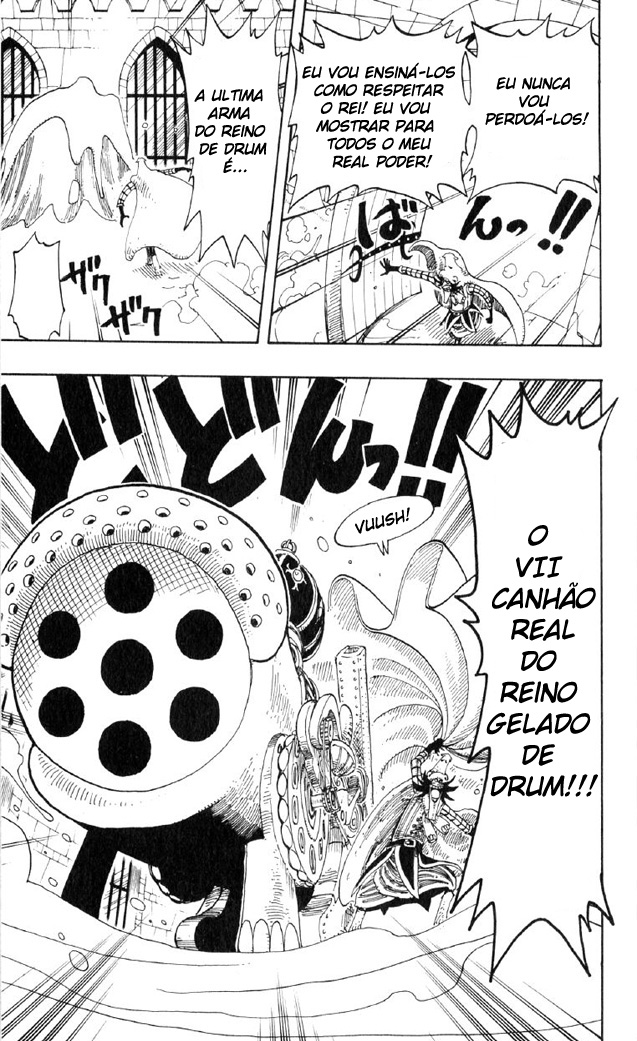 EU NUNCA
VOU
PERDOÁ-LOS!
EU VOU ENSINÁ-LOS
COMO RESPEITAR
O REI! EU VOU
MOSTRAR PARA
TODOS O MEU
REAL PODER!
ばんっ!!
A ULTIMA
ARMA
DO REINO
DE DRUM
É...
ザク
ザク
どどんっ!!
VUUSH!
O
VII
CANHÃO
REAL
DO
REINO
GELADO
DE
DRUM!!!